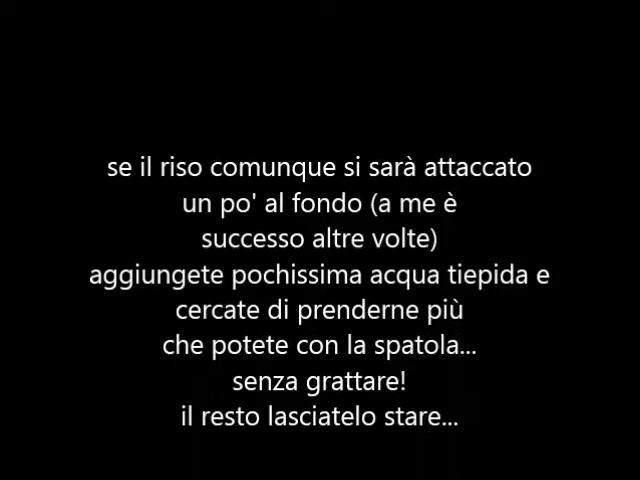 se il riso comunque si sarà attaccato
un po' al fondo (a me è
successo altre volte)
aggiungete pochissima acqua tiepida e
cercate di prenderne più
che potete con la spatola...
senza grattare!
il resto lasciatelo stare...